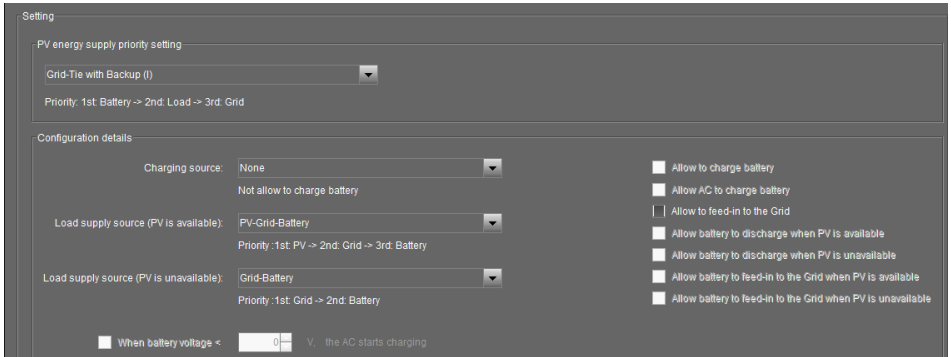 Setting
PV energy supply priority setting
Grid-Tie with Backup (I)
Priority: 1st: Battery -> 2nd: Load -> 3rd: Grid
Configuration details
Charging source:
None
Not allow to charge battery
Load supply source (PV is available):
PV-Grid-Battery
Priority :1st: PV -> 2nd: Grid -> 3rd: Battery
Load supply source (PV is unavailable):
Grid-Battery
Priority :1st: Grid -> 2nd: Battery
When battery voltage < 0 V, the AC starts charging
Allow to charge battery
Allow AC to charge battery
Allow to feed-in to the Grid
Allow battery to discharge when PV is available
Allow battery to discharge when PV is unavailable
Allow battery to feed-in to the Grid when PV is available
Allow battery to feed-in to the Grid when PV is unavailable